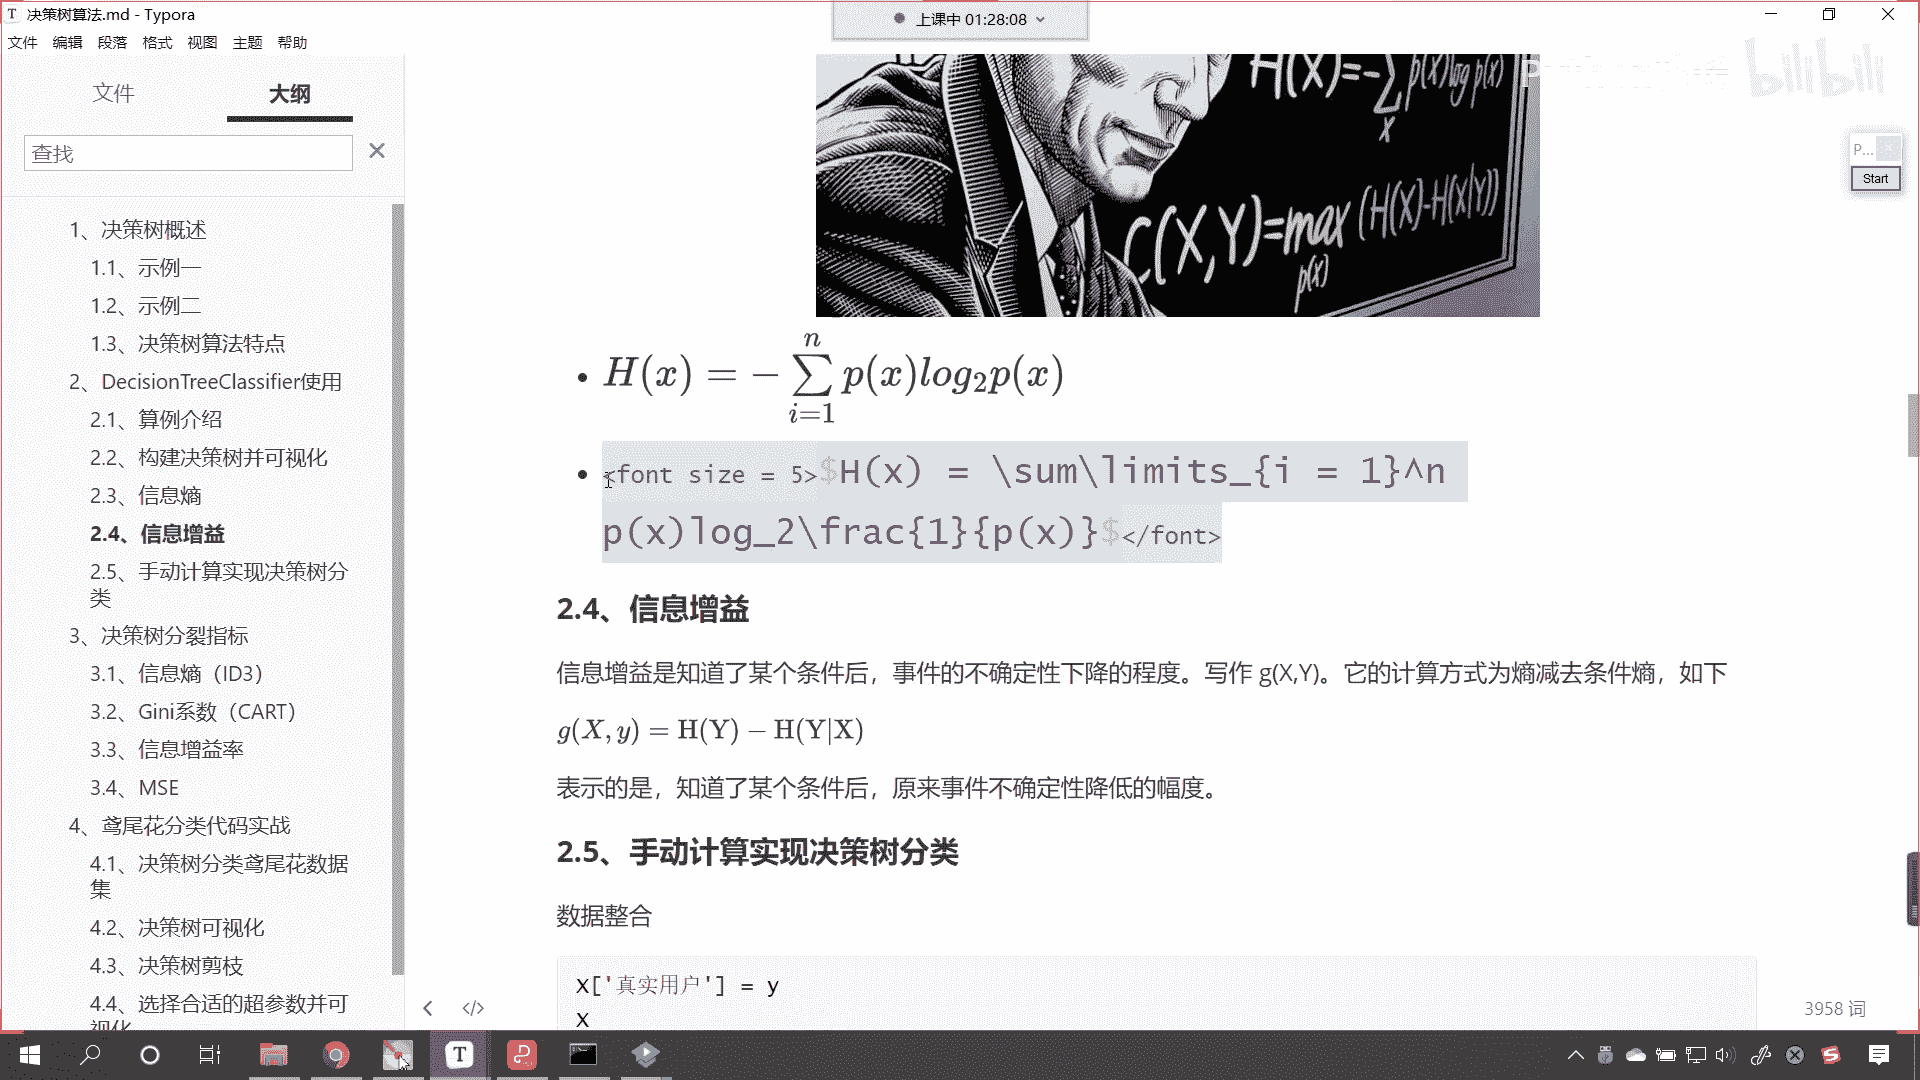 决策树算法.md - Typora
上课中 01:28:08
文件 编辑 段落 格式 视图 主题 帮助
文件 大纲
查找
1、决策树概述
1.1、示例一
1.2、示例二
1.3、决策树算法特点
2、DecisionTreeClassifier使用
2.1、算例介绍
2.2、构建决策树并可视化
2.3、信息熵
2.4、信息增益
2.5、手动计算实现决策树分
类
3、决策树分裂指标
3.1、信息熵（ID3）
3.2、Gini系数（CART）
3.3、信息增益率
3.4、MSE
4、鸢尾花分类代码实战
4.1、决策树分类鸢尾花数据
集
4.2、决策树可视化
4.3、决策树剪枝
4.4、选择合适的超参数并可
视化
H(X)=-∑p(x)log p(x)
X
C(X,Y)=max (H(X)-H(X|Y))
p(x)
bilibili
P...
Start
H(x) = −∑_{i=1}^{n} p(x)log₂p(x)
<font size = 5>$H(x) = \sum\limits_{i = 1}^n
p(x)log_2\frac{1}{p(x)}$</font>
2.4、信息增益
信息增益是知道了某个条件后，事件的不确定性下降的程度。写作 g(X,Y)。它的计算方式为熵减去条件熵，如下
g(X, y) = H(Y) − H(Y|X)
表示的是，知道了某个条件后，原来事件不确定性降低的幅度。
2.5、手动计算实现决策树分类
数据整合
X['真实用户'] = y
X
3958 词